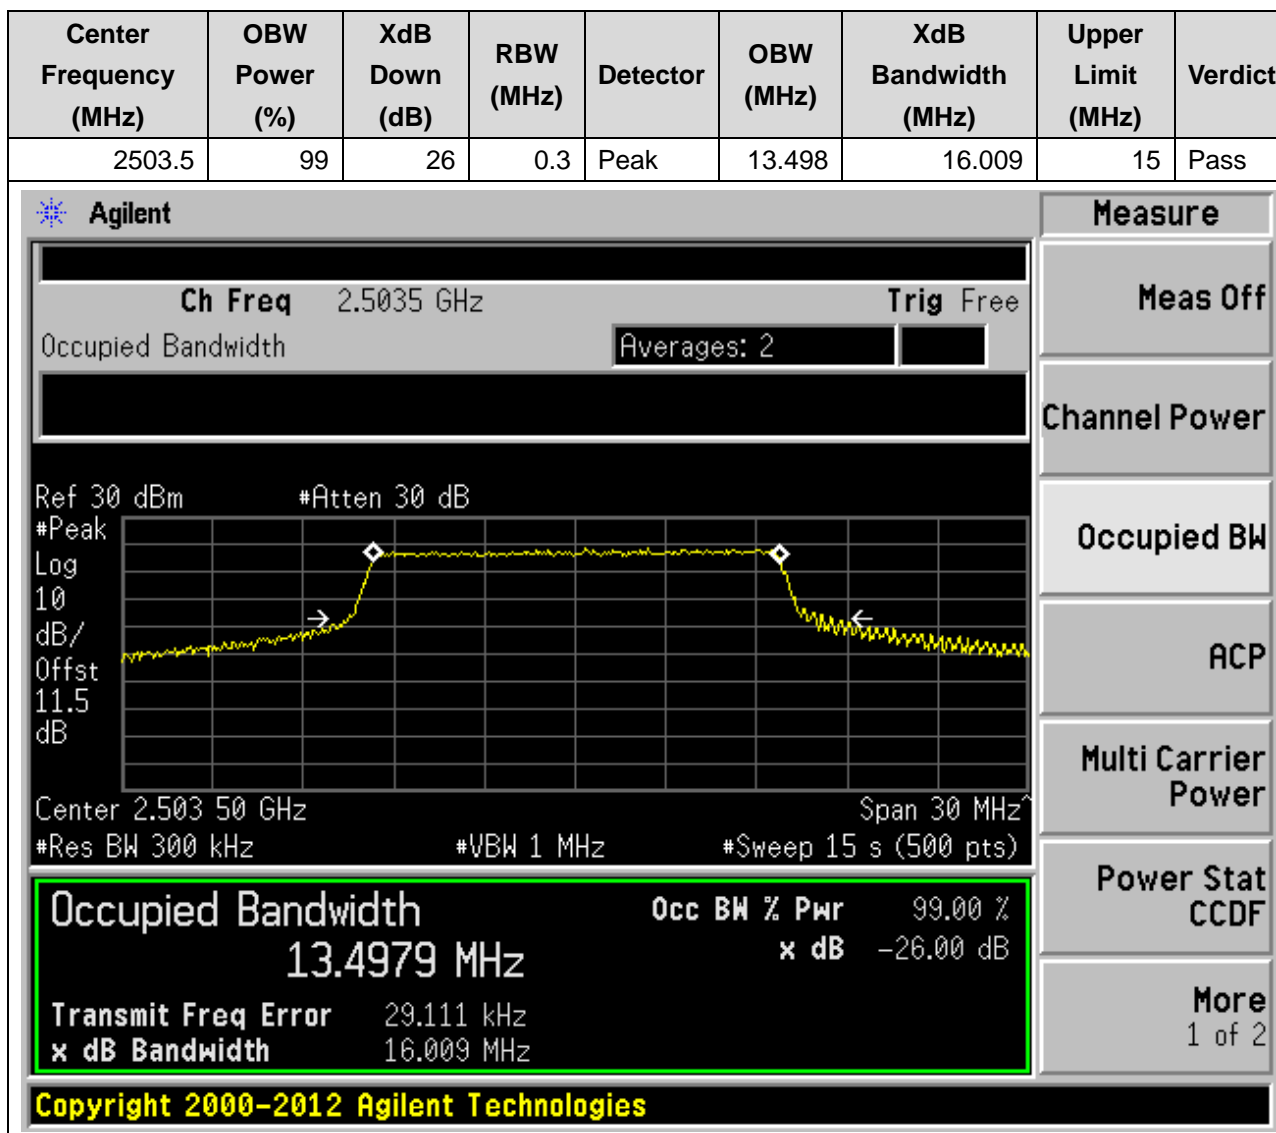 Center Frequency (MHz) | OBW Power (%) | XdB Down (dB) | RBW (MHz) | Detector | OBW (MHz) | XdB Bandwidth (MHz) | Upper Limit (MHz) | Verdict
2503.5 | 99 | 26 | 0.3 | Peak | 13.498 | 16.009 | 15 | Pass
Agilent
Measure
Ch Freq 2.5035 GHz Trig Free
Occupied Bandwidth Averages: 2
Meas Off
Channel Power
Occupied BW
ACP
Multi Carrier
Power
Power Stat
CCDF
More
1 of 2
Ref 30 dBm #Atten 30 dB
#Peak
Log
10
dB/
Offst
11.5
dB
Center 2.503 50 GHz Span 30 MHz^
#Res BW 300 kHz #VBW 1 MHz #Sweep 15 s (500 pts)
Occupied Bandwidth Occ BW % Pwr 99.00 %
13.4979 MHz x dB -26.00 dB
Transmit Freq Error 29.111 kHz
x dB Bandwidth 16.009 MHz
Copyright 2000-2012 Agilent Technologies